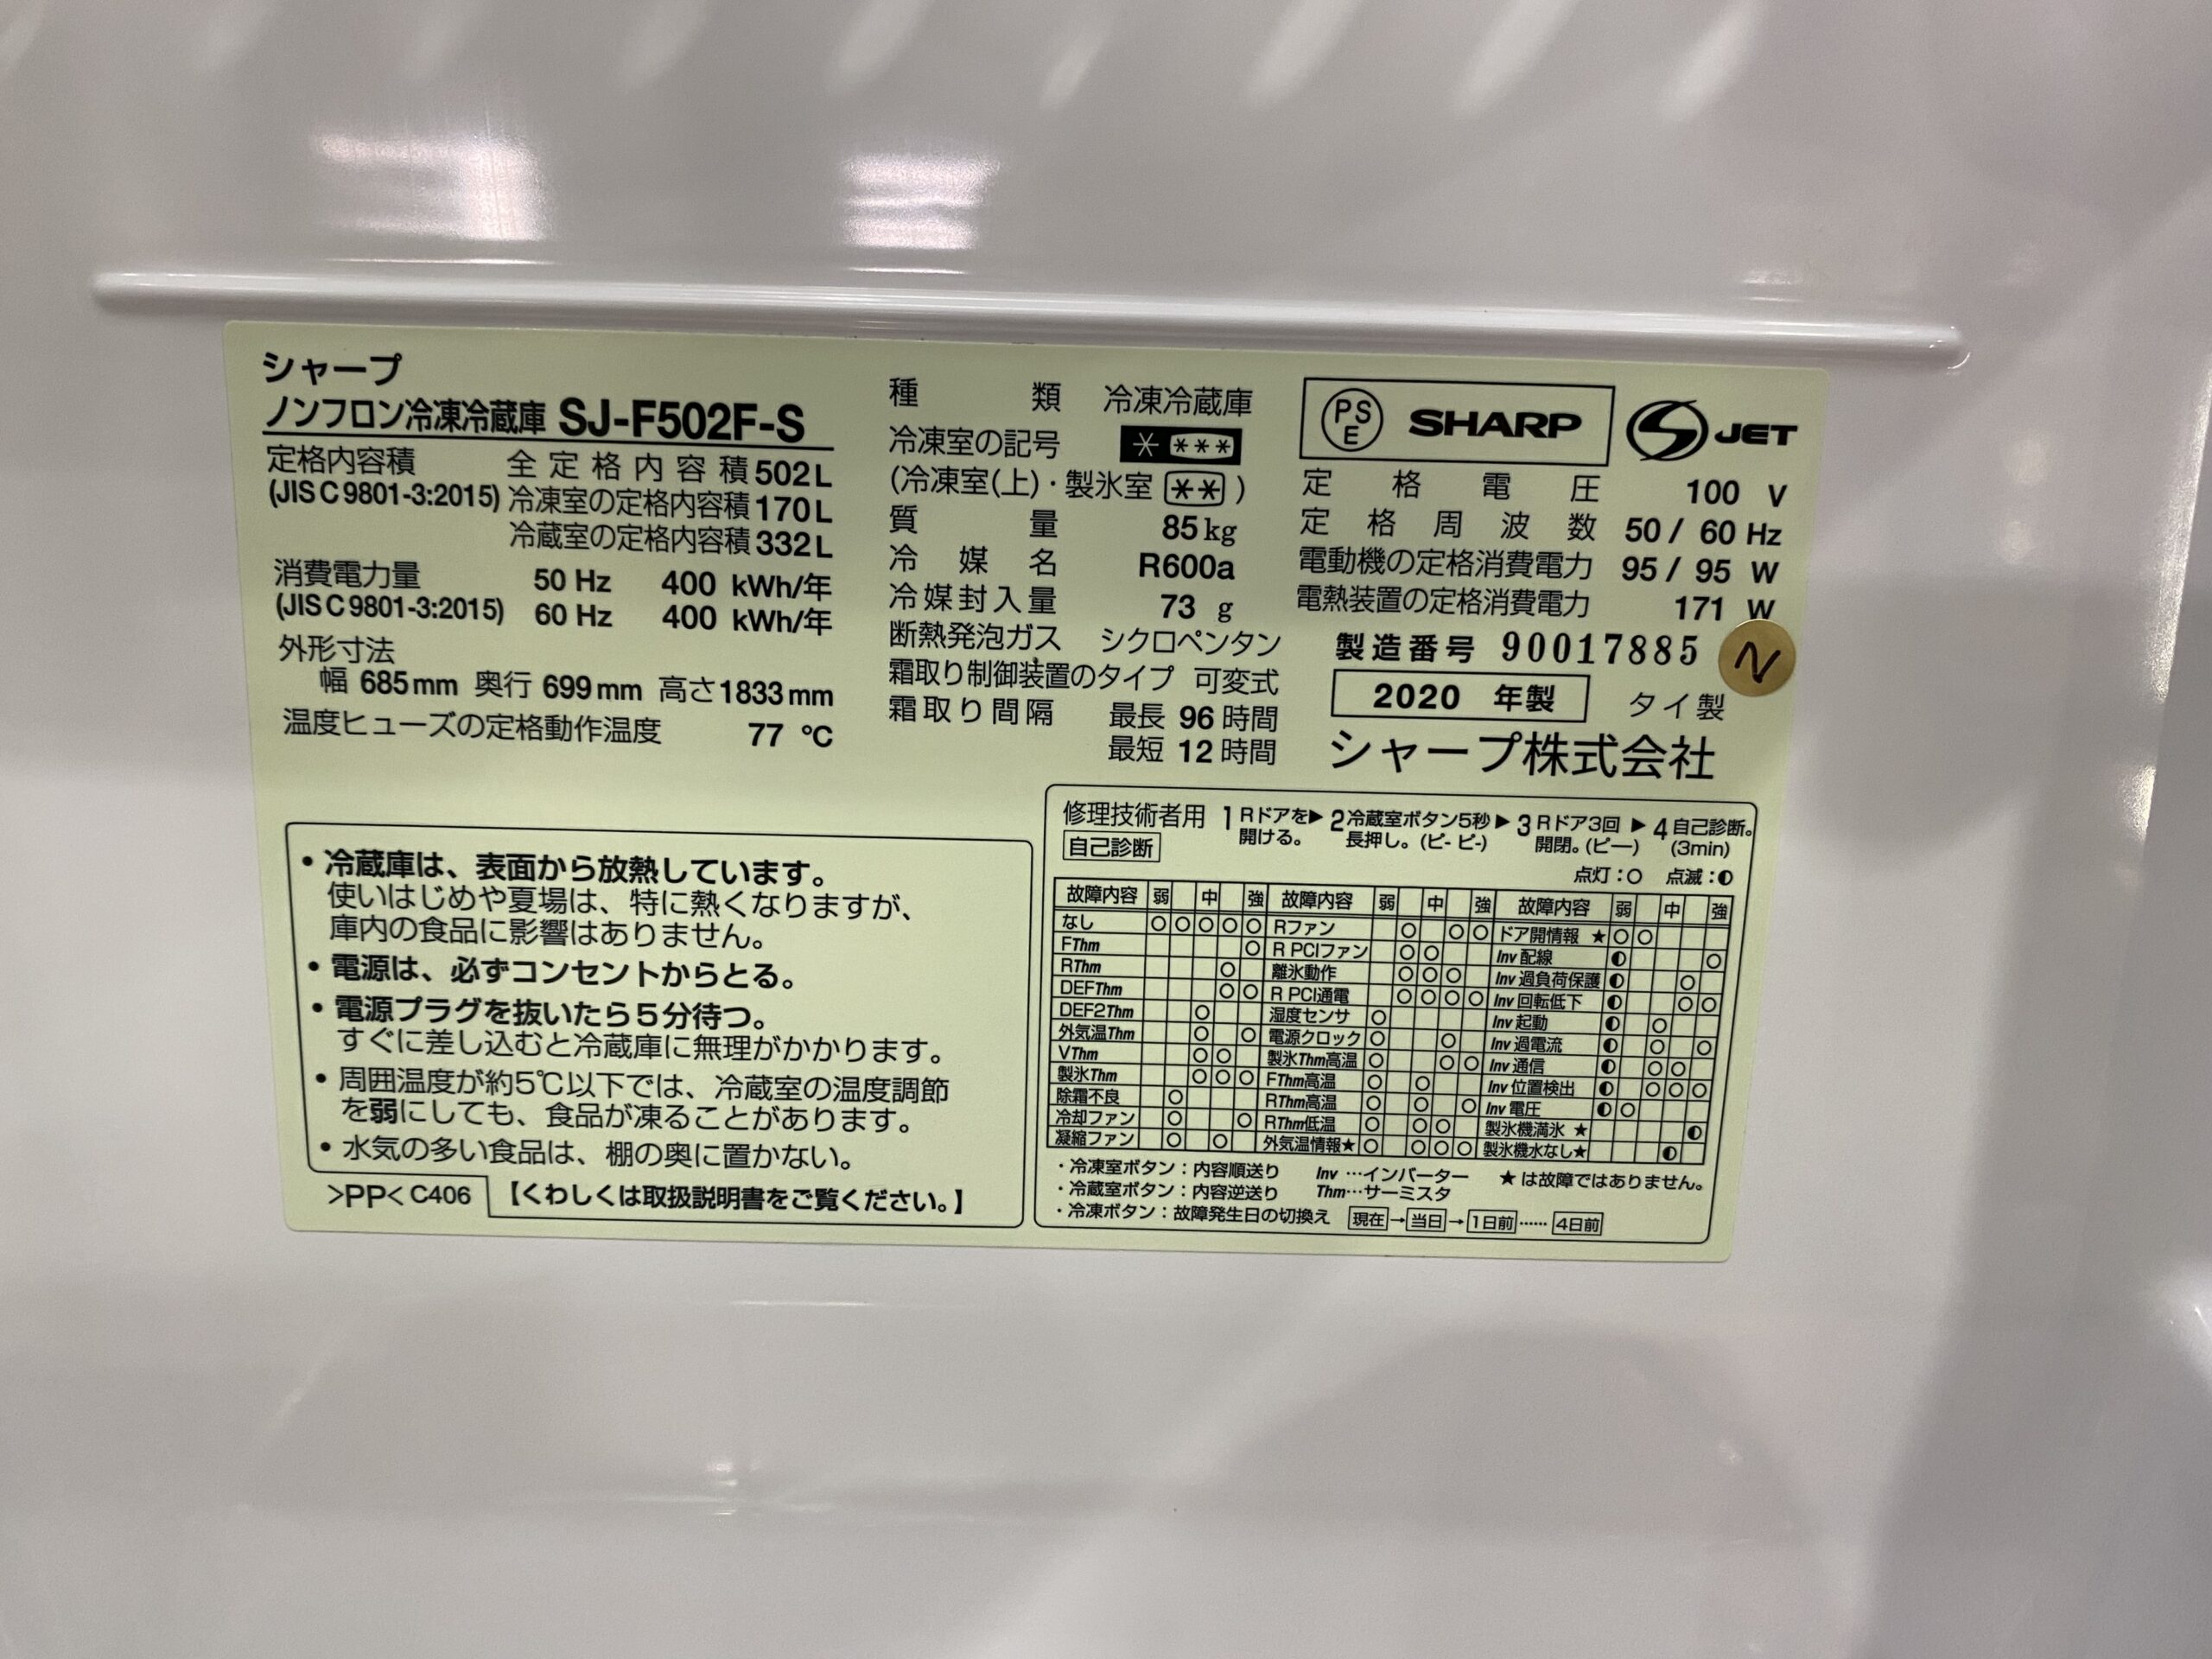 シャープ
ノンフロン冷凍冷蔵庫 SJ-F502F-S
定格内容積 全定格内容積 502L
(JIS C 9801-3:2015) 冷凍室の定格内容積 170L
冷蔵室の定格内容積 332L
消費電力量 50 Hz 400 kWh/年
(JIS C 9801-3:2015) 60 Hz 400 kWh/年
外形寸法
幅 685mm 奥行 699mm 高さ1833mm
温度ヒューズの定格動作温度 77 ℃
種類 冷凍冷蔵庫
冷凍室の記号 * ***
(冷凍室(上)・製氷室 ** )
質量 85kg
冷媒名 R600a
冷媒封入量 73 g
断熱発泡ガス シクロペンタン
霜取り制御装置のタイプ 可変式
霜取り間隔 最長 96 時間
最短 12 時間
PSE SHARP S JET
定格電圧 100 V
定格周波数 50 / 60 Hz
電動機の定格消費電力 95 / 95 W
電熱装置の定格消費電力 171 W
製造番号 90017885
N
2020 年製 タイ製
シャープ株式会社
・冷蔵庫は、表面から放熱しています。
使いはじめや夏場は、特に熱くなりますが、
庫内の食品に影響はありません。
・電源は、必ずコンセントからとる。
・電源プラグを抜いたら5分待つ。
すぐに差し込むと冷蔵庫に無理がかかります。
・周囲温度が約5℃以下では、冷蔵室の温度調節
を弱にしても、食品が凍ることがあります。
・水気の多い食品は、棚の奥に置かない。
>PP< C406 【くわしくは取扱説明書をご覧ください。】
修理技術者用 1 Rドアを▶ 2 冷蔵室ボタン5秒▶ 3 Rドア3回 ▶ 4 自己診断。
自己診断 開ける。 長押し。(ピ- ピ-) 開閉。(ピー) (3min)
点灯:○ 点滅:◐
故障内容 弱 中 強 故障内容 弱 中 強 故障内容 弱 中 強
なし ○ ○ ○ ○ ○ Rファン ○ ○ ○ ドア開情報 ★ ○ ○
FThm ○ R PCIファン ○ ○ Inv 配線 ◐ ○
RThm ○ 離氷動作 ○ ○ ○ Inv 過負荷保護 ◐ ○
DEFThm ○ ○ R PCI通電 ○ ○ ○ ○ Inv 回転低下 ◐ ○ ○
DEF2Thm ○ 湿度センサ ○ Inv 起動 ◐ ○
外気温Thm ○ ○ 電源クロック ○ ○ Inv 過電流 ◐ ○ ○
VThm ○ ○ 製氷Thm高温 ○ ○ ○ Inv 通信 ◐ ○ ○
製氷Thm ○ ○ ○ FThm高温 ○ ○ Inv 位置検出 ◐ ○ ○ ○
除霜不良 ○ RThm高温 ○ ○ ○ Inv 電圧 ◐ ○
冷却ファン ○ ○ RThm低温 ○ ○ ○ 製氷機満氷 ★ ◐
凝縮ファン ○ ○ 外気温情報★ ○ ○ ○ ○ 製氷機水なし★ ◐
・冷凍室ボタン:内容順送り Inv …インバーター ★は故障ではありません。
・冷蔵室ボタン:内容逆送り Thm…サーミスタ
・冷凍ボタン:故障発生日の切換え 現在→当日→1日前……4日前